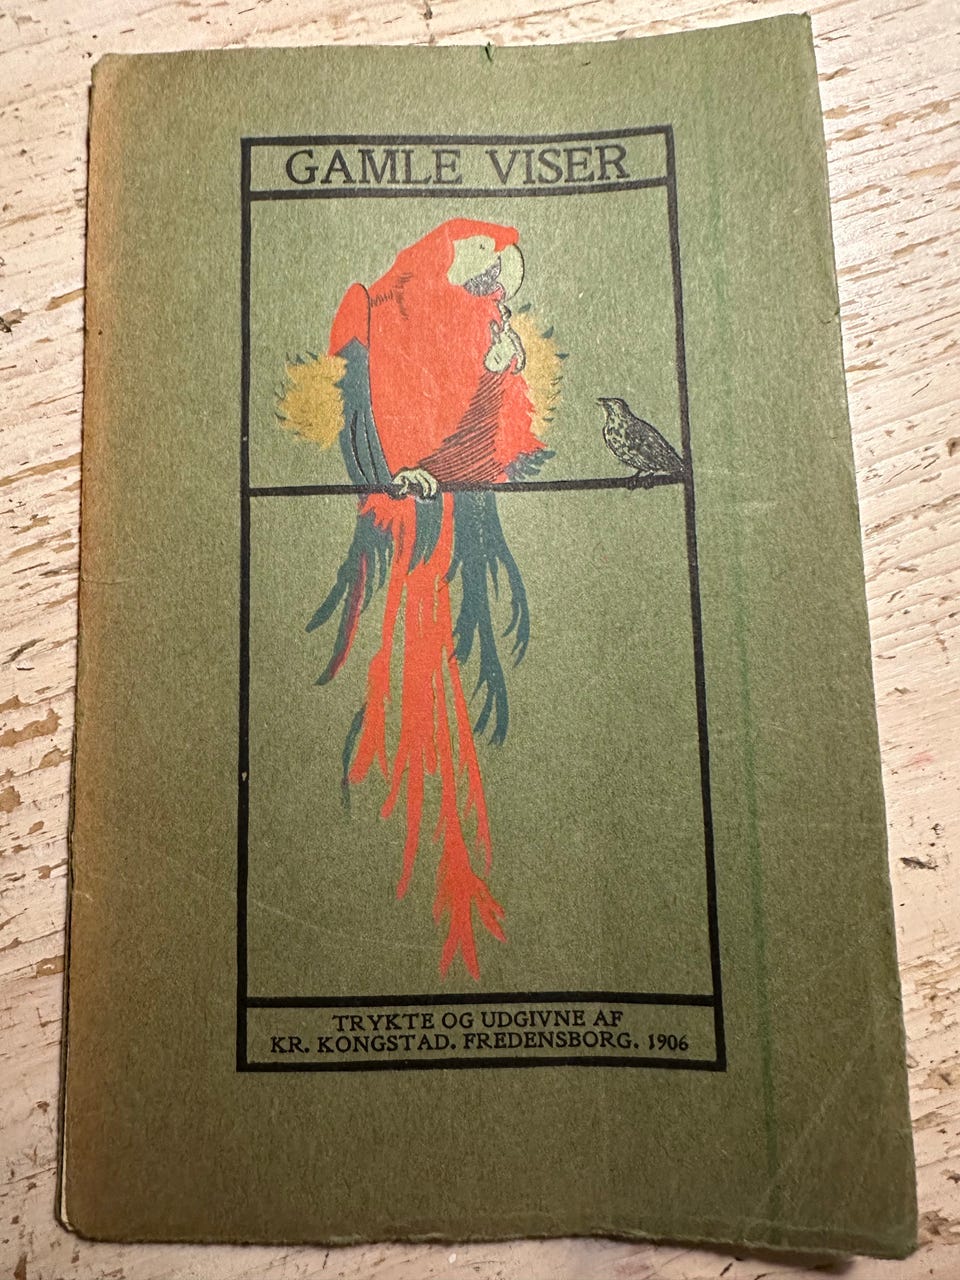 GAMLE VISER
TRYKTE OG UDGIVNE AF
KR. KONGSTAD. FREDENSBORG. 1906